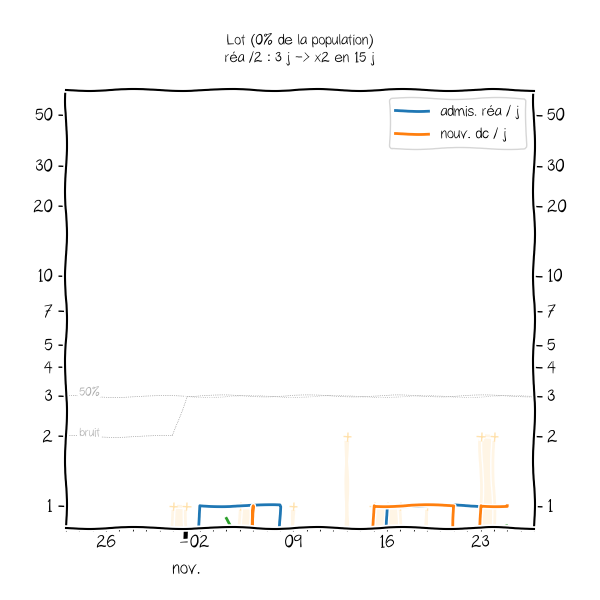 Lot (0% de la population)
réa /2 : 3 j -> x2 en 15 j
admis. réa / j
nouv. dc / j
50 50
30 30
20 20
10 10
7 7
5 5
4 4
3 50% 3
2 bruit 2
1 1
26 02 09 16 23
nov.